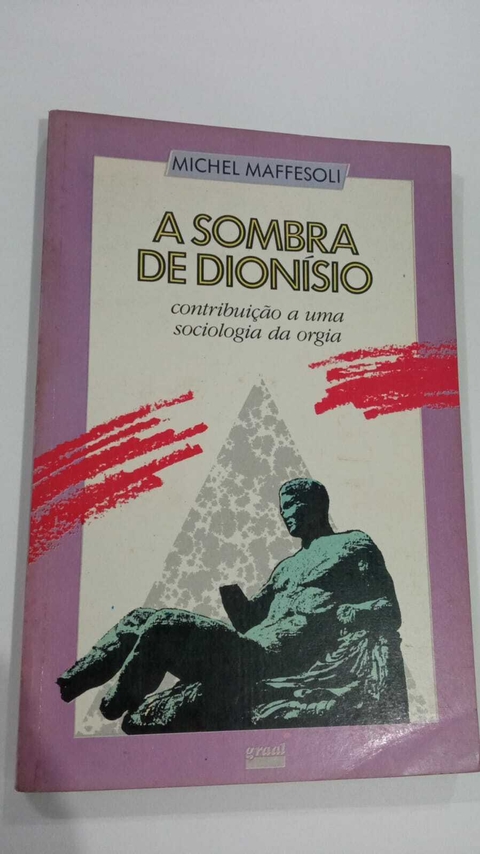 MICHEL MAFFESOLI
A SOMBRA
DE DIONÍSIO
contribuição a uma
sociologia da orgia
graal